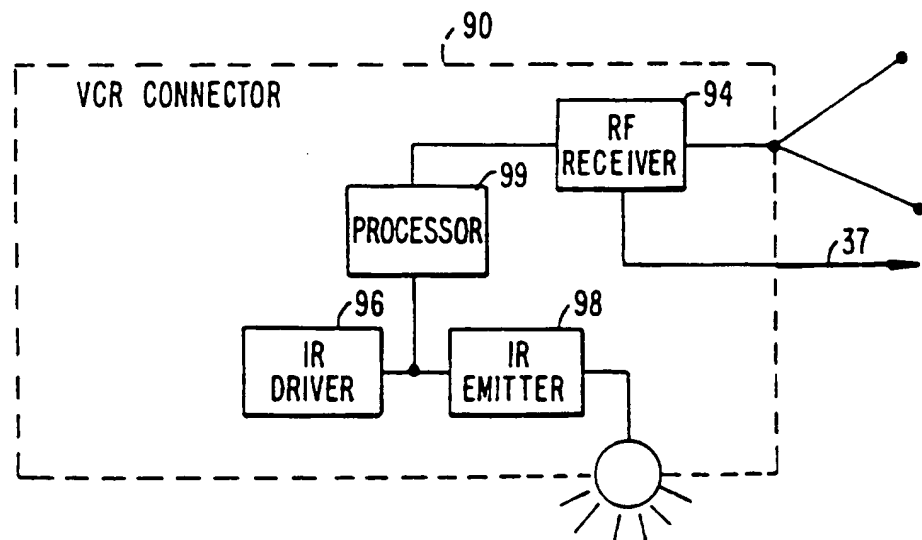 90
VCR CONNECTOR
94
RF
RECEIVER
99
PROCESSOR
37
96
98
IR
DRIVER
IR
EMITTER